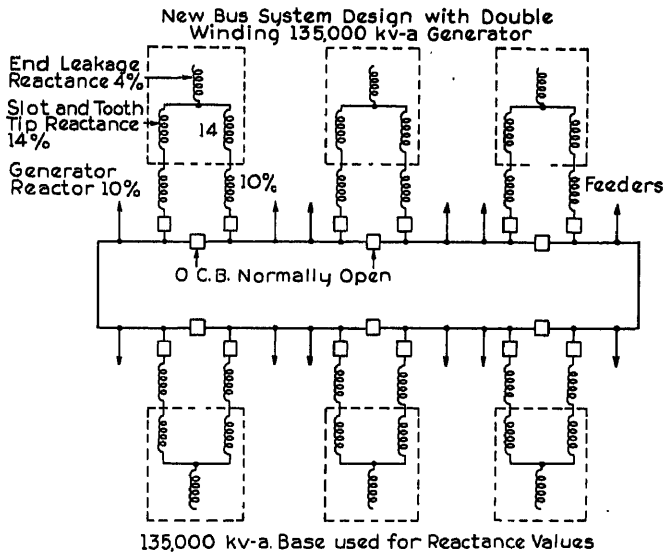 New Bus System Design with Double
Winding 135,000 kv-a Generator
End Leakage
Reactance 4%
Slot and Tooth
Tip Reactance
14%
14
Generator
Reactor 10%
10%
Feeders
O C.B. Normally Open
135,000 kv-a. Base used for Reactance Values